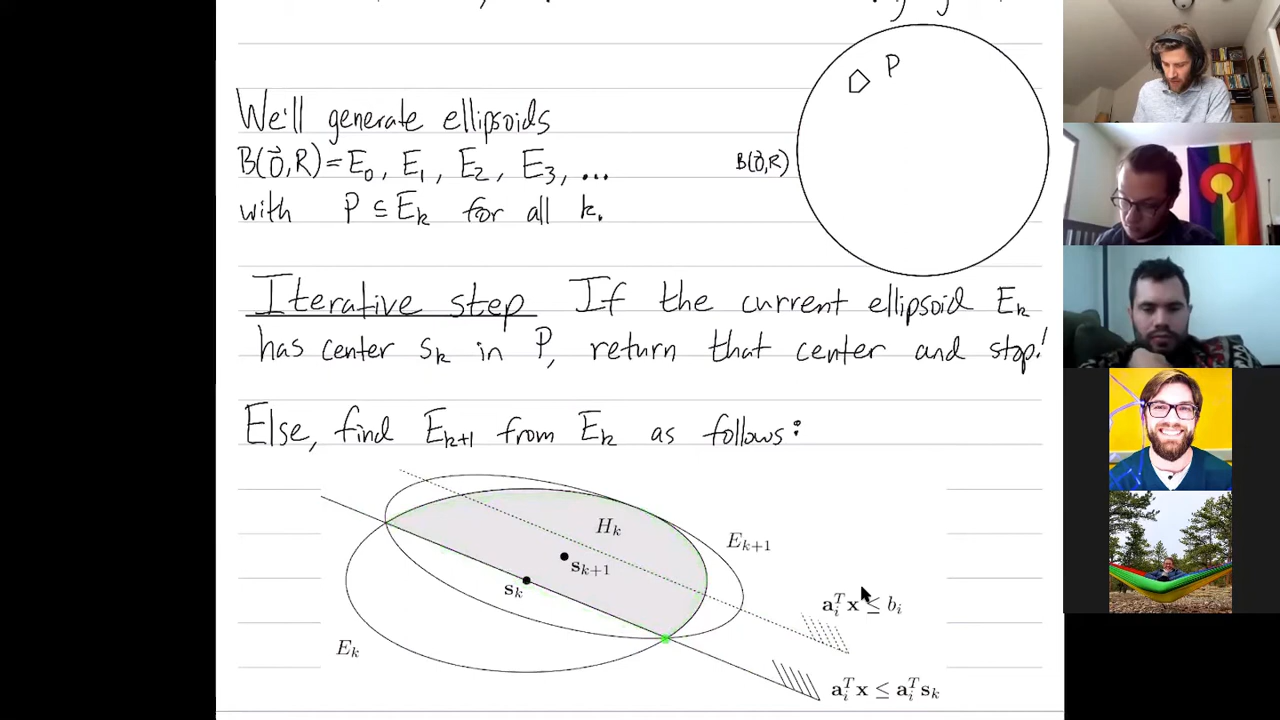 P
We'll generate ellipsoids
B(0⃗,R)=E₀, E₁, E₂, E₃, ...
B(0⃗,R)
with P ⊆ Eₖ for all k.
Iterative step If the current ellipsoid Eₖ
has center sₖ in P, return that center and stop!
Else, find Eₖ₊₁ from Eₖ as follows:
Hₖ
Eₖ₊₁
sₖ₊₁
sₖ
aᵢᵀx ≤ bᵢ
Eₖ
aᵢᵀx ≤ aᵢᵀsₖ